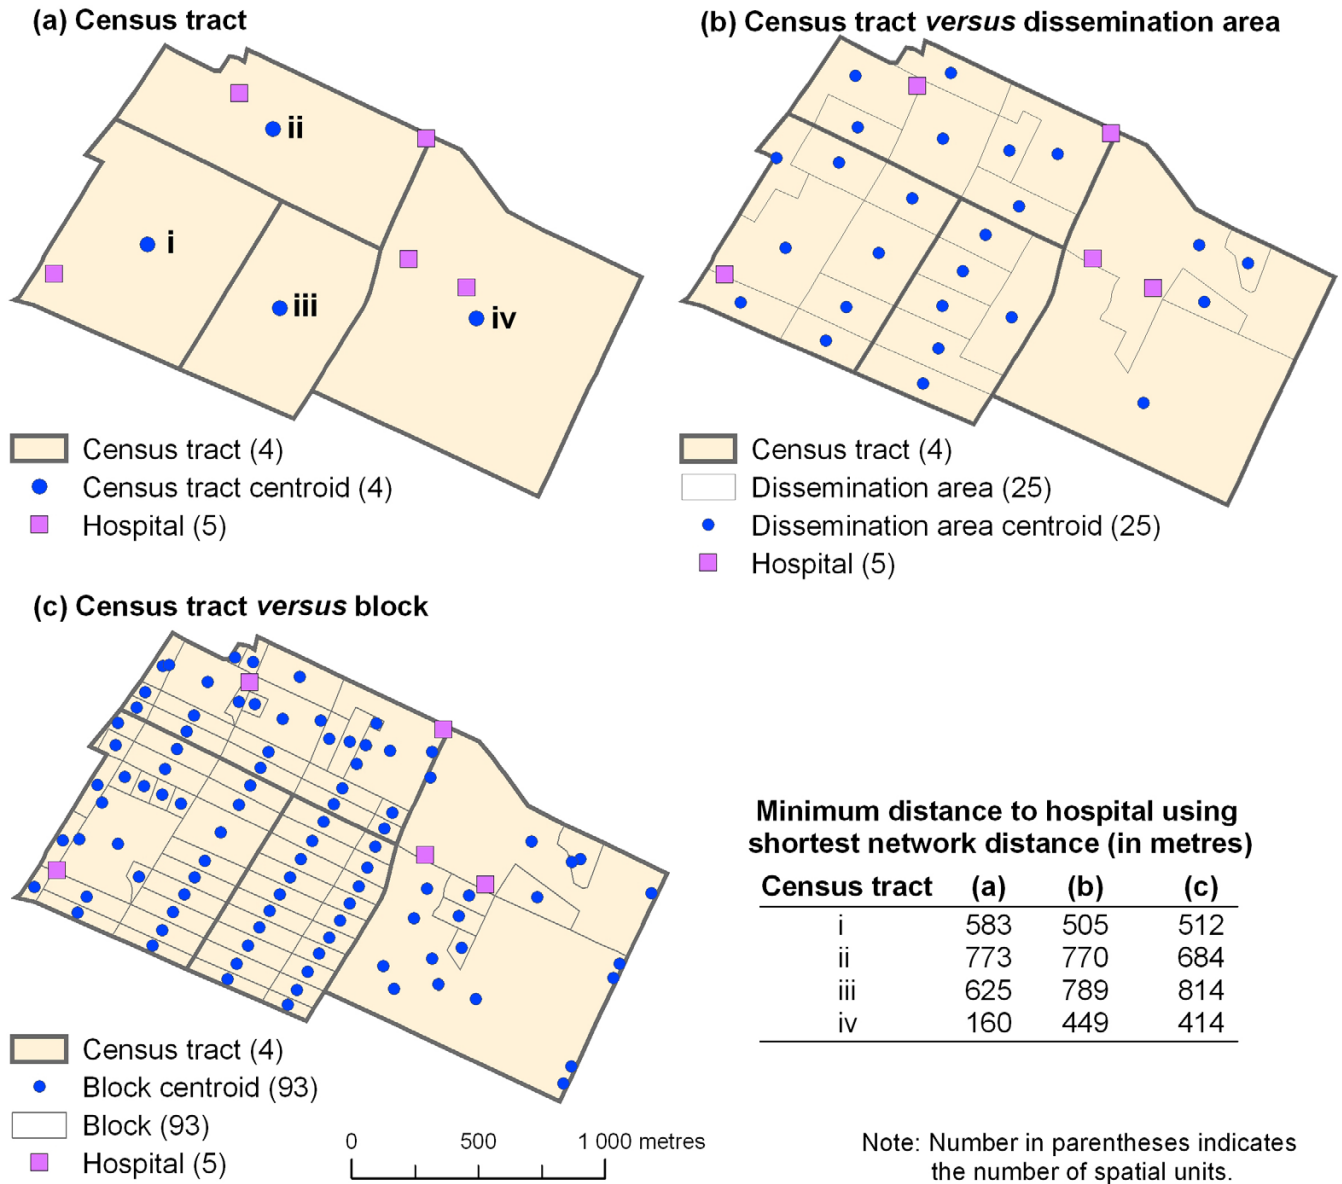 (a) Census tract
ii
i
iii
iv
Census tract (4)
Census tract centroid (4)
Hospital (5)
(b) Census tract versus dissemination area
Census tract (4)
Dissemination area (25)
Dissemination area centroid (25)
Hospital (5)
(c) Census tract versus block
Census tract (4)
Block centroid (93)
Block (93)
Hospital (5)
0 500 1 000 metres
Minimum distance to hospital using
shortest network distance (in metres)
Census tract (a) (b) (c)
i 583 505 512
ii 773 770 684
iii 625 789 814
iv 160 449 414
Note: Number in parentheses indicates
the number of spatial units.